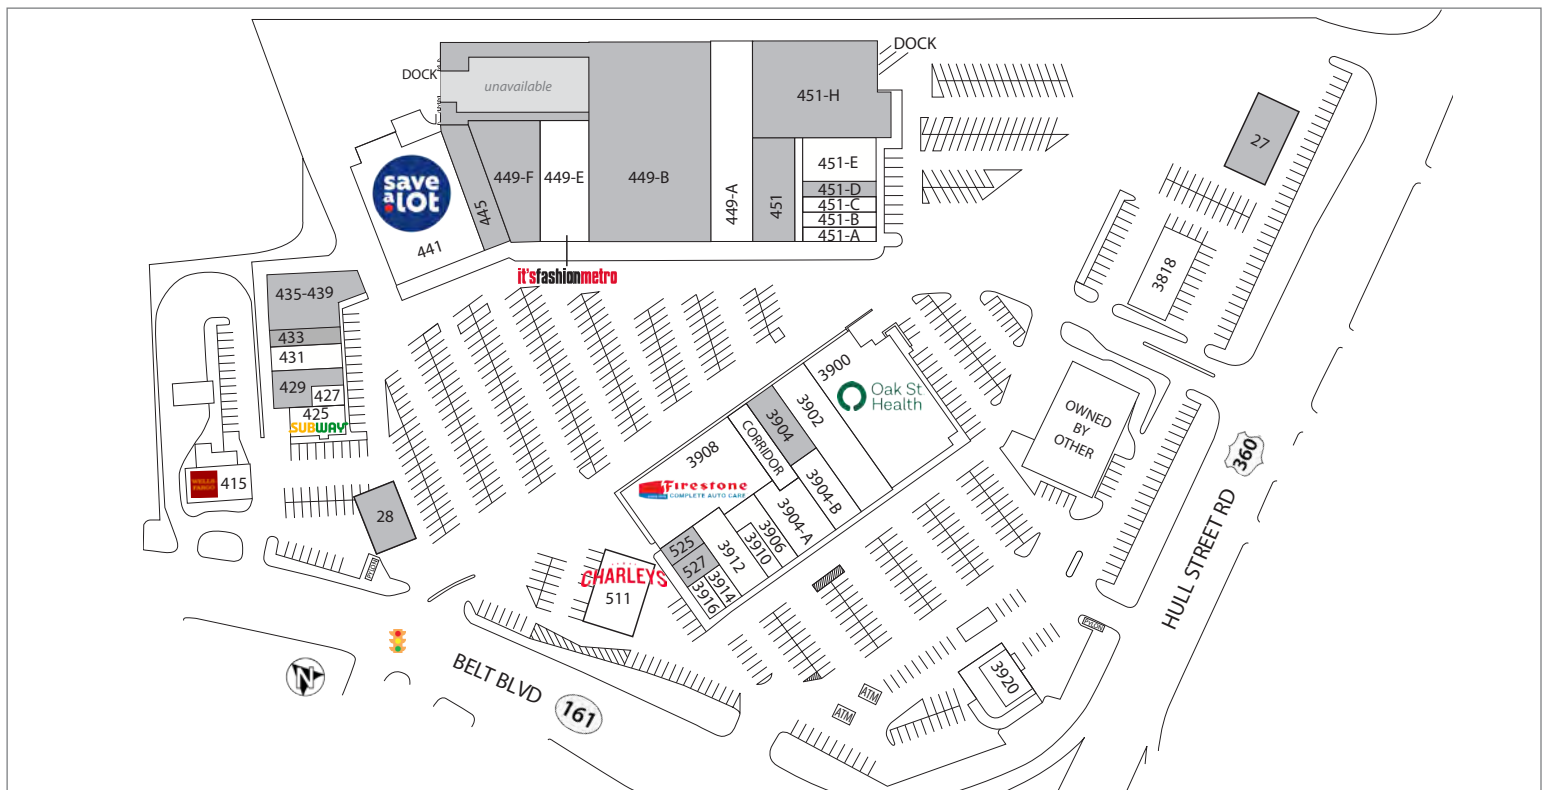 DOCK
DOCK
unavailable
451-H
27
save
a
LOt
441
445
449-F
449-E
449-B
449-A
451
451-E
451-D
451-C
451-B
451-A
it'sfashionmetro
3818
435-439
433
431
429
427
425
SUBWAY
WELLS
FARGO
415
28
PYLON
3900
Oak St
Health
3902
3904
CORRIDOR
3908
Firestone
COMPLETE AUTO CARE
3904-B
3904-A
3906
3910
3912
525
527
3914
3916
CHARLEYS
511
OWNED
BY
OTHER
360
HULL STREET RD
PYLON
3920
ATM
ATM
BELT BLVD
161
N